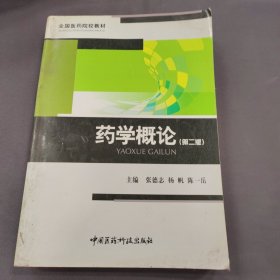 全国医药院校教材
药学概论(第二版)
YAOXUE GAILUN
主编 张德志 杨帆 陈一岳
中国医药科技出版社